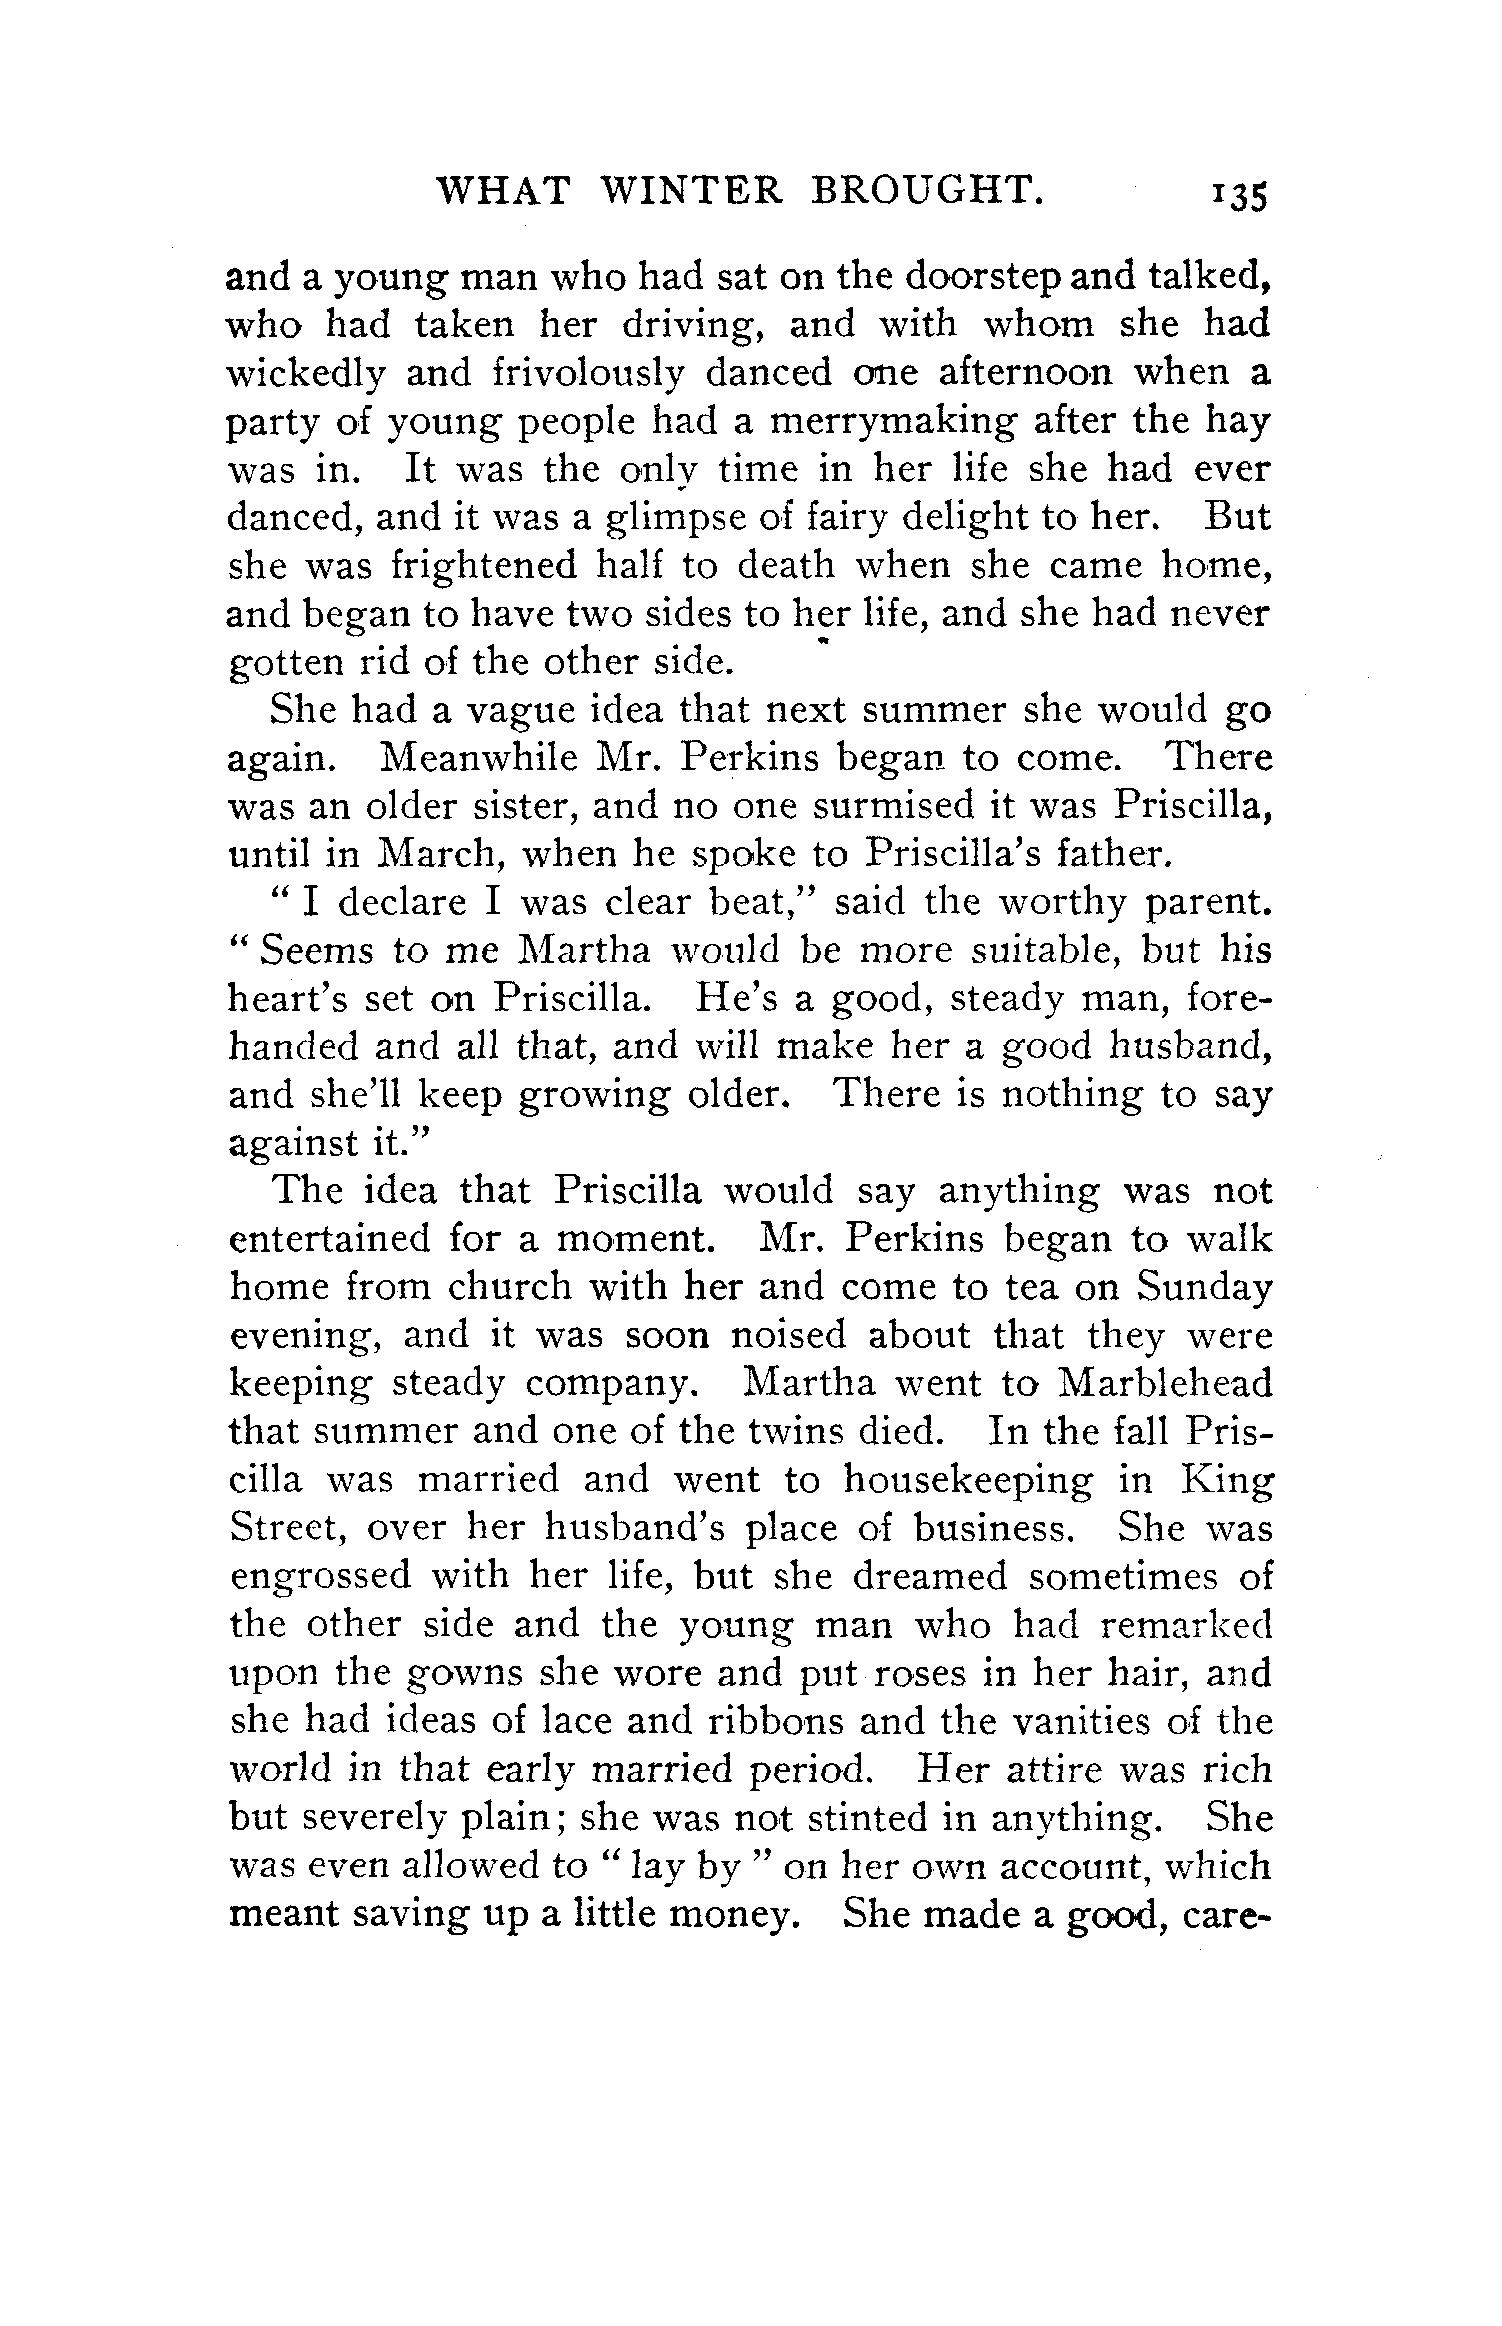 WHAT WINTER BROUGHT. 135
and a young man who had sat on the doorstep and talked,
who had taken her driving, and with whom she had
wickedly and frivolously danced one afternoon when a
party of young people had a merrymaking after the hay
was in. It was the only time in her life she had ever
danced, and it was a glimpse of fairy delight to her. But
she was frightened half to death when she came home,
and began to have two sides to her life, and she had never
gotten rid of the other side.
She had a vague idea that next summer she would go
again. Meanwhile Mr. Perkins began to come. There
was an older sister, and no one surmised it was Priscilla,
until in March, when he spoke to Priscilla's father.
" I declare I was clear beat," said the worthy parent.
" Seems to me Martha would be more suitable, but his
heart's set on Priscilla. He's a good, steady man, fore-
handed and all that, and will make her a good husband,
and she'll keep growing older. There is nothing to say
against it."
The idea that Priscilla would say anything was not
entertained for a moment. Mr. Perkins began to walk
home from church with her and come to tea on Sunday
evening, and it was soon noised about that they were
keeping steady company. Martha went to Marblehead
that summer and one of the twins died. In the fall Pris-
cilla was married and went to housekeeping in King
Street, over her husband's place of business. She was
engrossed with her life, but she dreamed sometimes of
the other side and the young man who had remarked
upon the gowns she wore and put roses in her hair, and
she had ideas of lace and ribbons and the vanities of the
world in that early married period. Her attire was rich
but severely plain; she was not stinted in anything. She
was even allowed to " lay by " on her own account, which
meant saving up a little money. She made a good, care-